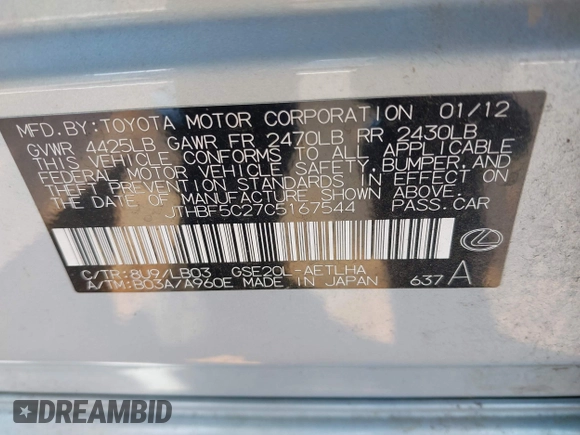 MFD. BY: TOYOTA MOTOR CORPORATION 01/12
GVWR 4425LB GAWR FR 2470LB RR 2430LB
THIS VEHICLE CONFORMS TO ALL APPLICABLE
FEDERAL MOTOR VEHICLE SAFETY, BUMPER, AND
THEFT PREVENTION STANDARDS IN EFFECT ON
THE DATE OF MANUFACTURE SHOWN ABOVE.
JTHBF5C27C5167544 PASS. CAR
C/TR: 8U9/LB03 GSE20L-AETLHA
A/TM: B03A/A960E MADE IN JAPAN 637 A
DREAMBID